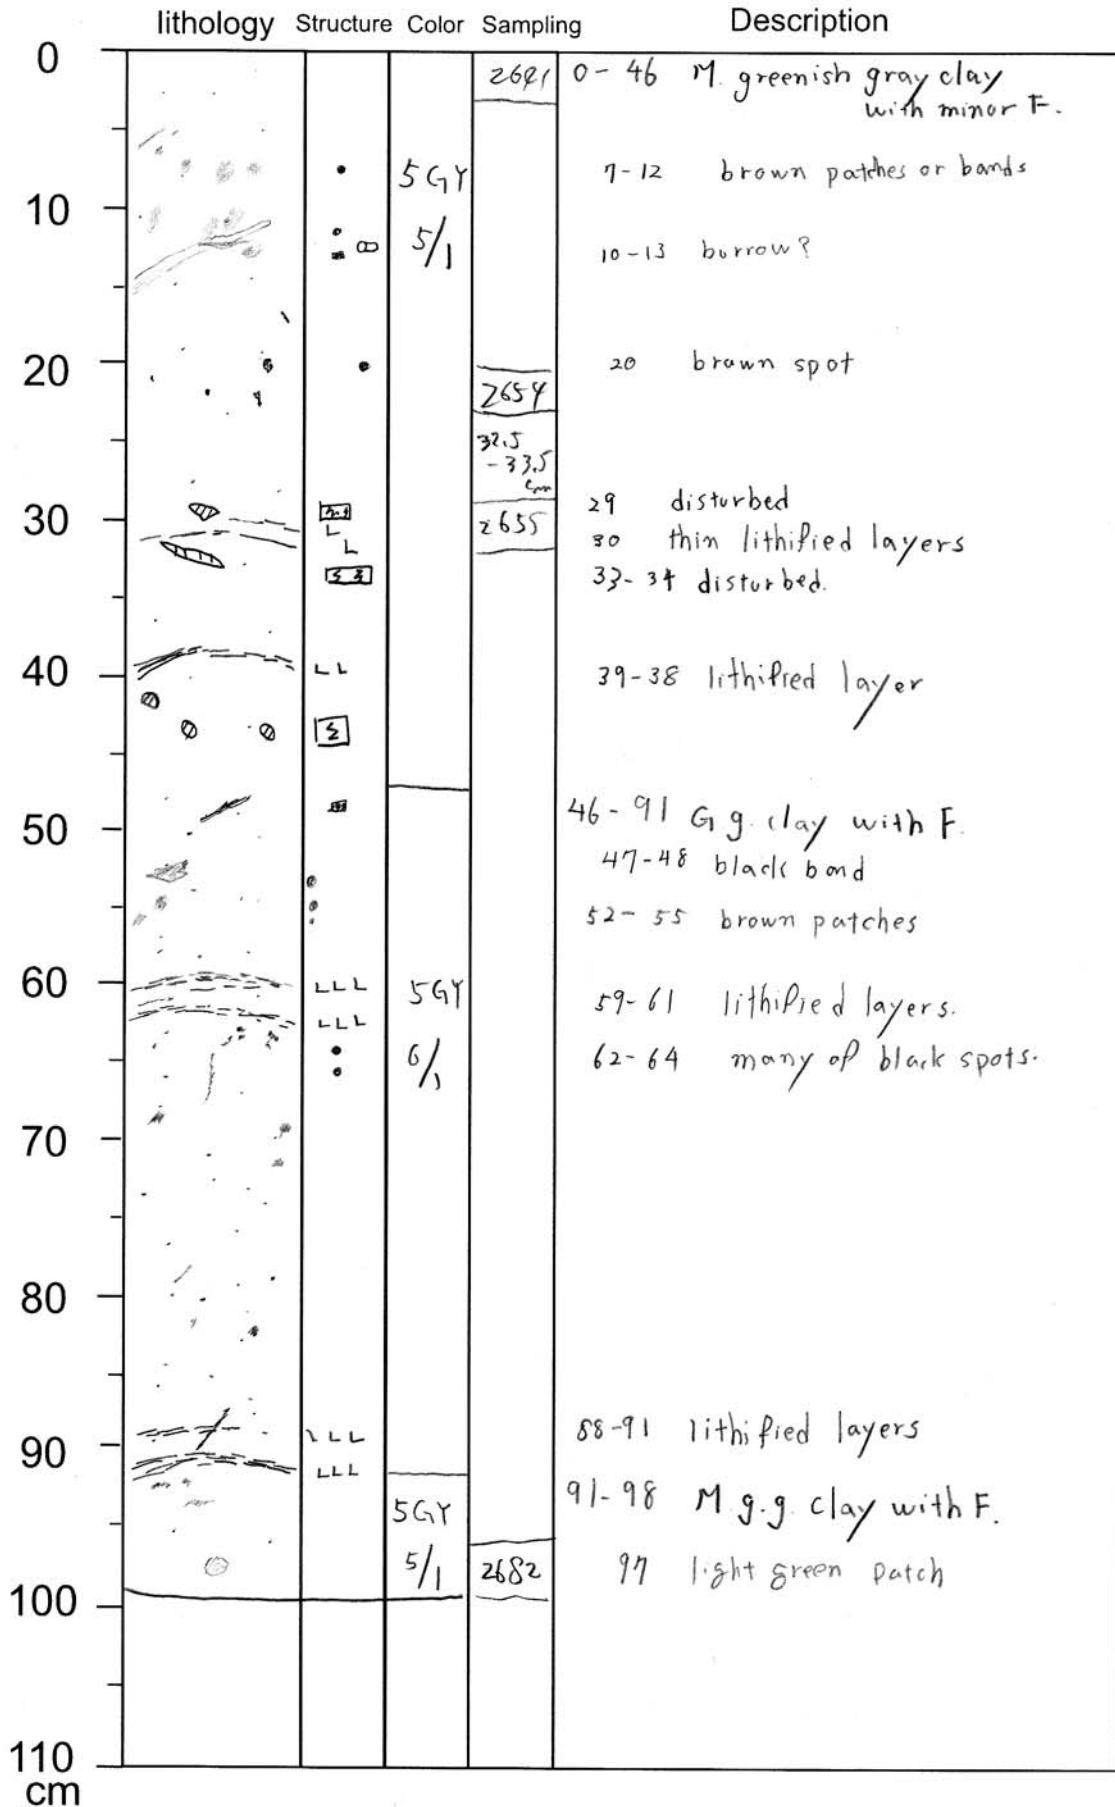 lithology Structure Color Sampling Description
0 2641 0-46 M. greenish gray clay
with minor F.
5GY 7-12 brown patches or bands
10 5/1 10-13 burrow?
20 20 brawn spot
2654
32.5
-33.5
cm
29 disturbed
30 L 2655 30 thin lithified layers
L
33-34 disturbed.
40 L L 39-38 lithified layer
46-91 G g. clay with F.
50
47-48 black band
52-55 brown patches
60 L L L 5GY 59-61 lithified layers.
L L L 6/1 62-64 many of black spots.
70
80
88-91 lithified layers
90 L L L
L L L
91-98 M g.g. clay with F.
5GY
5/1 2682 97 light green patch
100
110
cm